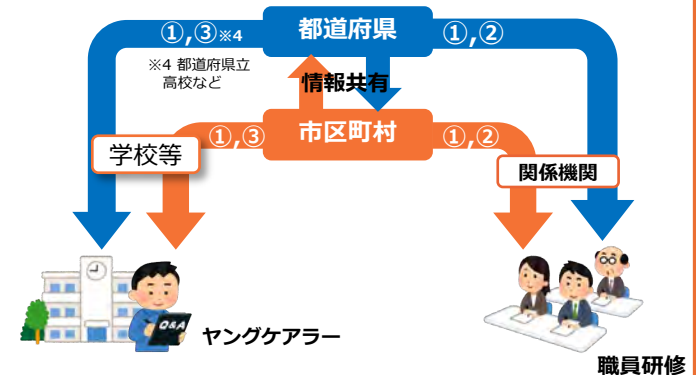 ①,③※4
都道府県
①,②
※4 都道府県立
高校など
情報共有
①,③
市区町村
①,②
学校等
関係機関
Q&A
ヤングケアラー
職員研修